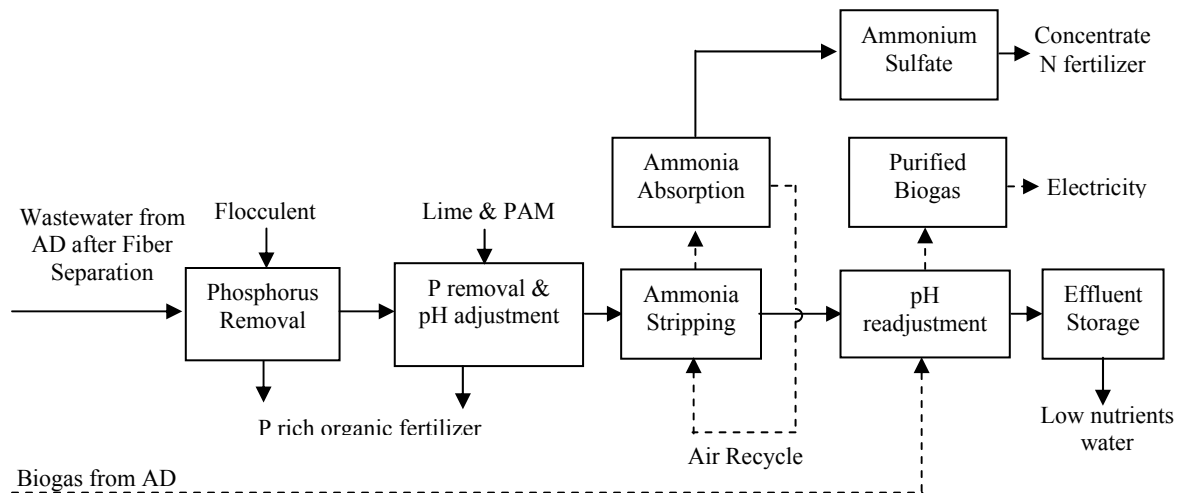 Ammonium
Sulfate
Concentrate
N fertilizer
Ammonia
Absorption
Purified
Biogas
Electricity
Wastewater from
AD after Fiber
Separation
Flocculent
Lime & PAM
Phosphorus
Removal
P removal &
pH adjustment
Ammonia
Stripping
pH
readjustment
Effluent
Storage
P rich organic fertilizer
Air Recycle
Low nutrients
water
Biogas from AD